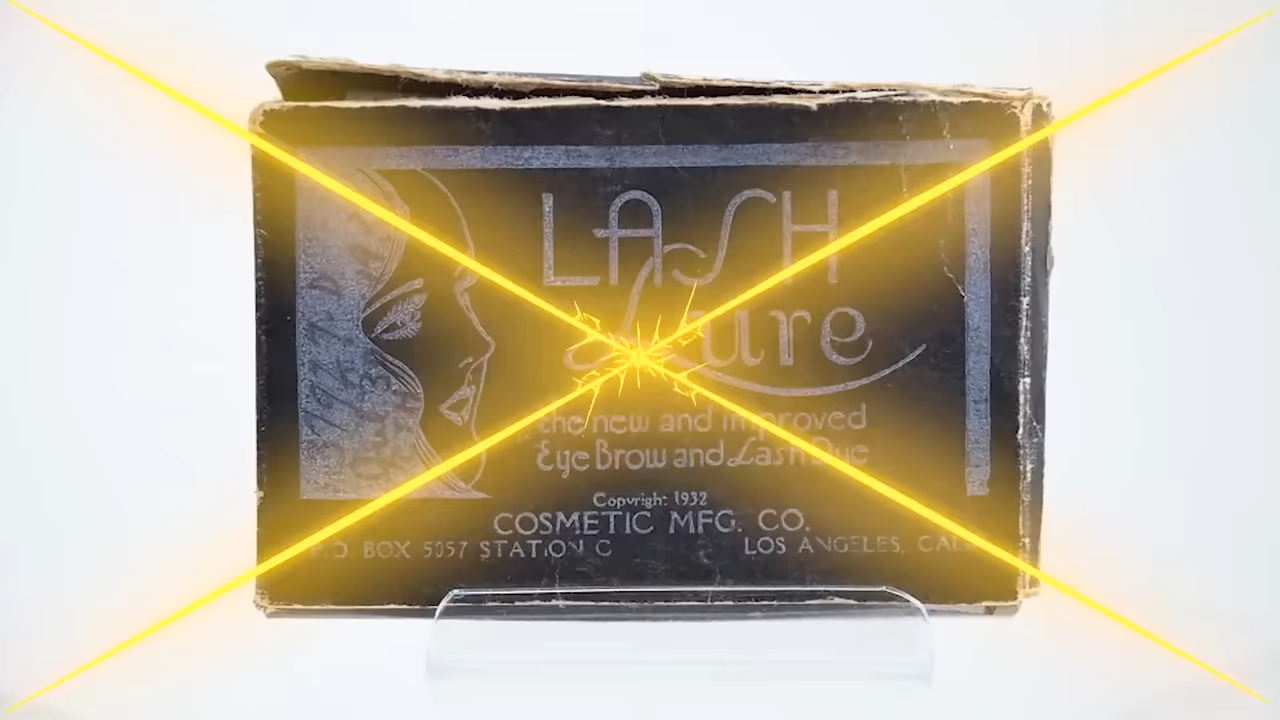 LASH
Lure
the new and improved
Eye Brow and Lash Dye
Copyright 1932
COSMETIC MFG. CO.
P.O. BOX 5057 STATION C LOS ANGELES, CALIF.